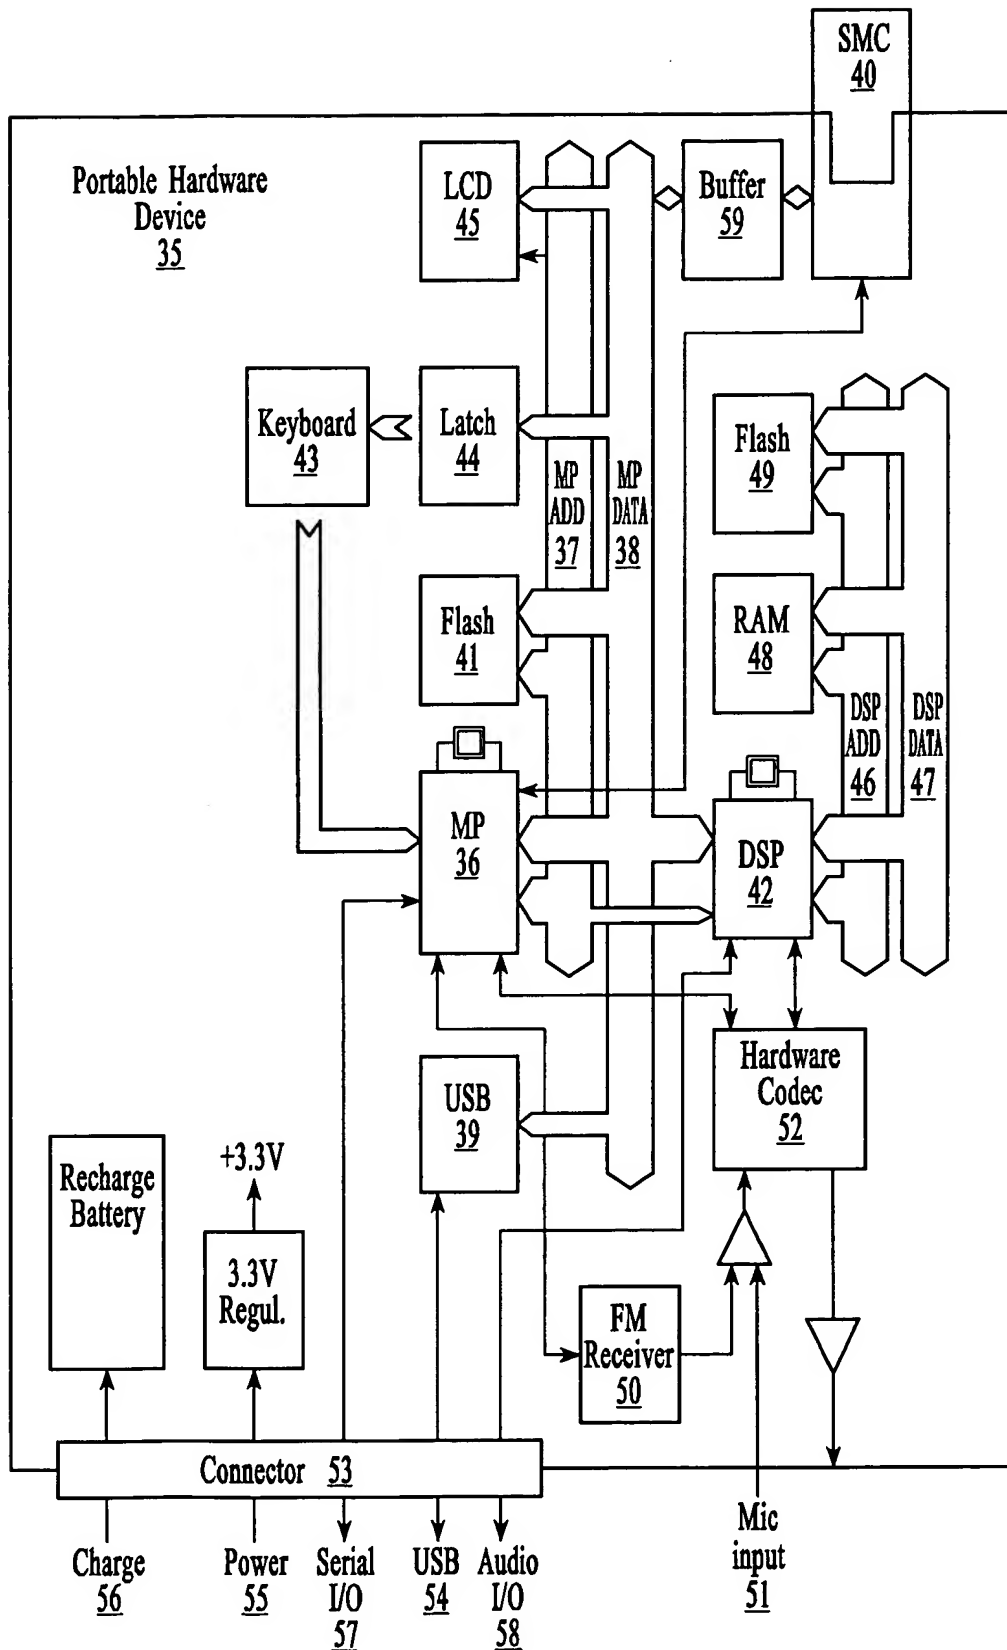 SMC
40
Portable Hardware
Device
35
LCD
45
Buffer
59
Keyboard
43
Latch
44
MP
ADD
37
MP
DATA
38
Flash
49
Flash
41
RAM
48
DSP
ADD
46
DSP
DATA
47
MP
36
DSP
42
USB
39
Hardware
Codec
52
Recharge
Battery
+3.3V
3.3V
Regul.
FM
Receiver
50
Connector 53
Charge
56
Power
55
Serial
I/O
57
USB
54
Audio
I/O
58
Mic
input
51